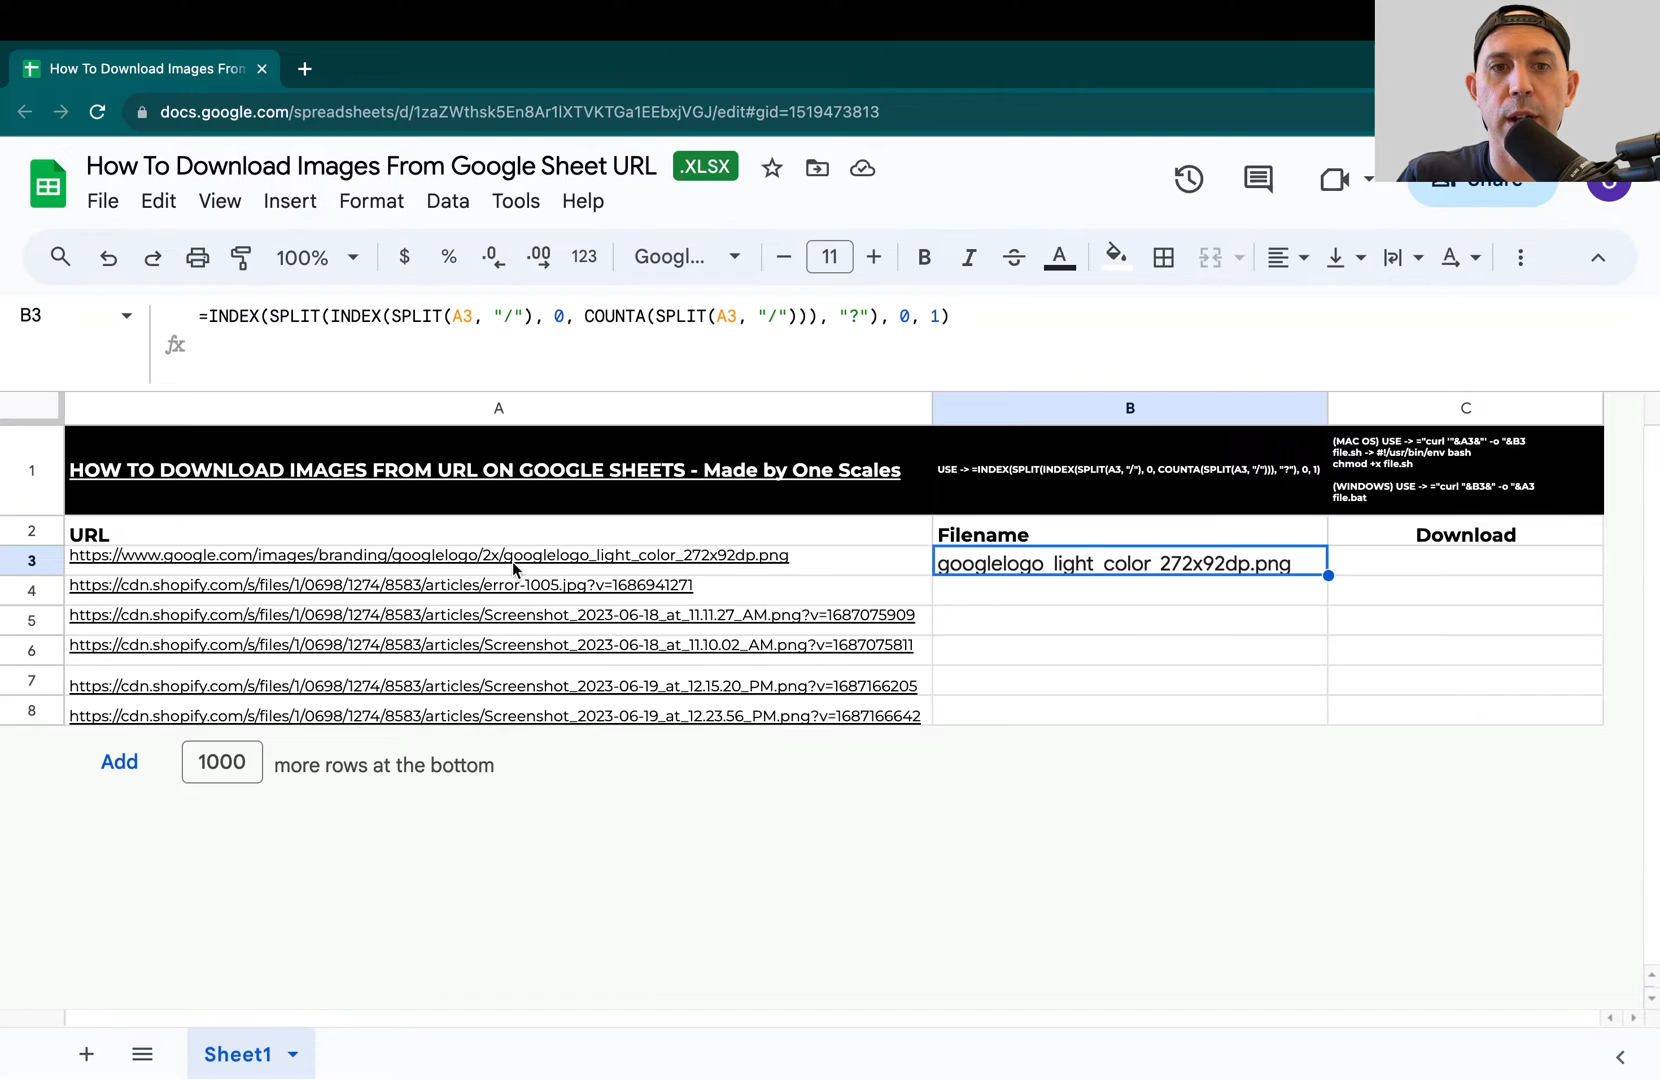 How To Download Images From
docs.google.com/spreadsheets/d/1zaZWthsk5En8Ar1lXTVKTGa1EEbxjVGJ/edit#gid=1519473813
How To Download Images From Google Sheet URL .XLSX
File Edit View Insert Format Data Tools Help
Share
100% $ % .0 .00 123 Googl... 11 B I S A
B3
=INDEX(SPLIT(INDEX(SPLIT(A3, "/"), 0, COUNTA(SPLIT(A3, "/"))), "?"), 0, 1)
fx
A B C
1
HOW TO DOWNLOAD IMAGES FROM URL ON GOOGLE SHEETS - Made by One Scales
USE -> =INDEX(SPLIT(INDEX(SPLIT(A3, "/"), 0, COUNTA(SPLIT(A3, "/"))), "?"), 0, 1)
(MAC OS) USE -> ="curl '"&A3&"' -o "&B3
file.sh -> #!/usr/bin/env bash
chmod +x file.sh
(WINDOWS) USE -> ="curl "&B3&" -o "&A3
file.bat
2 URL Filename Download
3 https://www.google.com/images/branding/googlelogo/2x/googlelogo_light_color_272x92dp.png googlelogo_light_color_272x92dp.png
4 https://cdn.shopify.com/s/files/1/0698/1274/8583/articles/error-1005.jpg?v=1686941271
5 https://cdn.shopify.com/s/files/1/0698/1274/8583/articles/Screenshot_2023-06-18_at_11.11.27_AM.png?v=1687075909
6 https://cdn.shopify.com/s/files/1/0698/1274/8583/articles/Screenshot_2023-06-18_at_11.10.02_AM.png?v=1687075811
7 https://cdn.shopify.com/s/files/1/0698/1274/8583/articles/Screenshot_2023-06-19_at_12.15.20_PM.png?v=1687166205
8 https://cdn.shopify.com/s/files/1/0698/1274/8583/articles/Screenshot_2023-06-19_at_12.23.56_PM.png?v=1687166642
Add 1000 more rows at the bottom
Sheet1